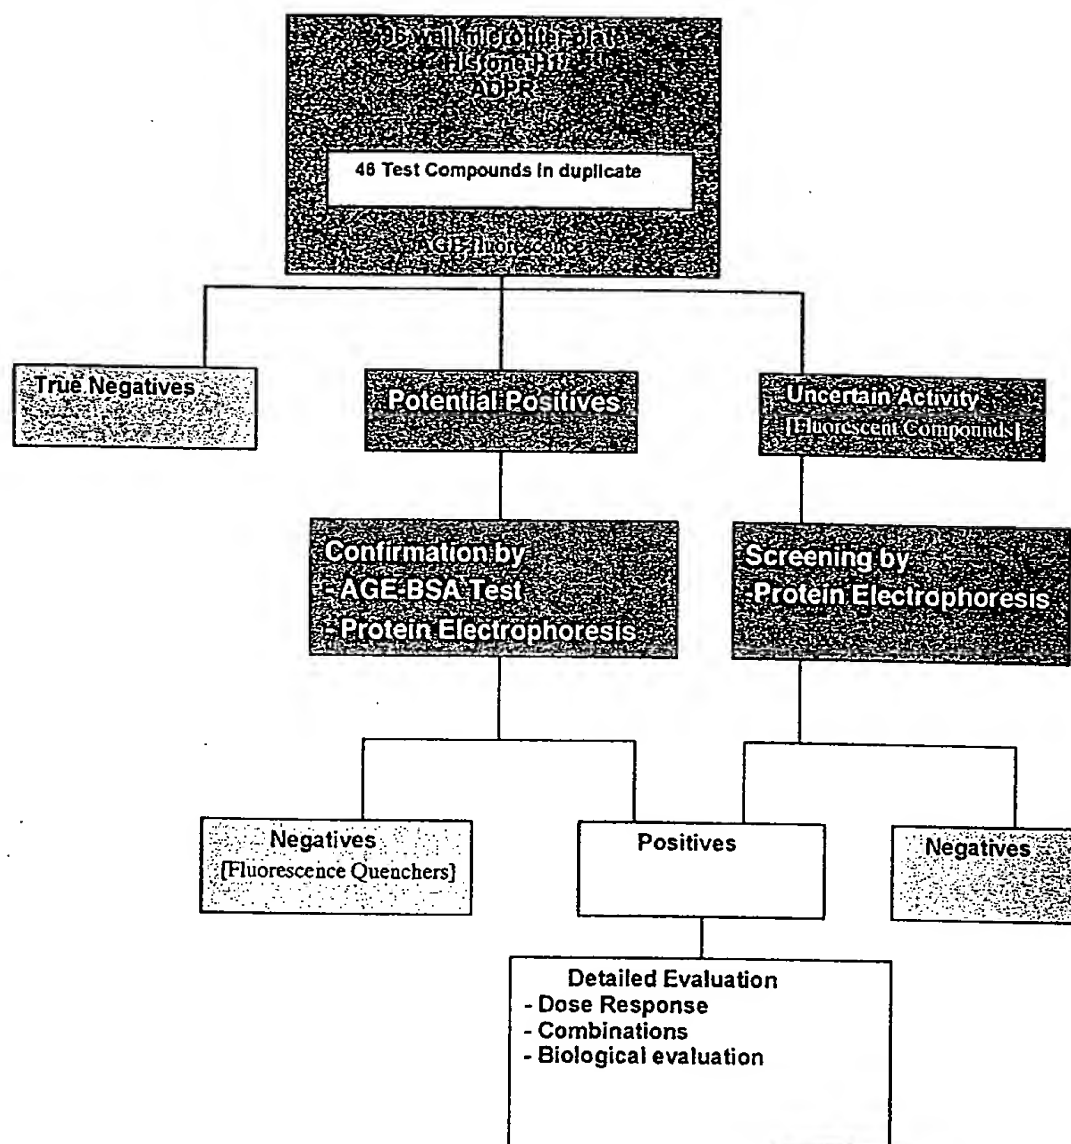 96 well microtiter plate
Histone H1
ADPR
46 Test Compounds in duplicate
AGE fluorescence
True Negatives
Potential Positives
Uncertain Activity
[Fluorescent Compounds]
Confirmation by
- AGE-BSA Test
- Protein Electrophoresis
Screening by
-Protein Electrophoresis
Negatives
[Fluorescence Quenchers]
Positives
Negatives
Detailed Evaluation
- Dose Response
- Combinations
- Biological evaluation